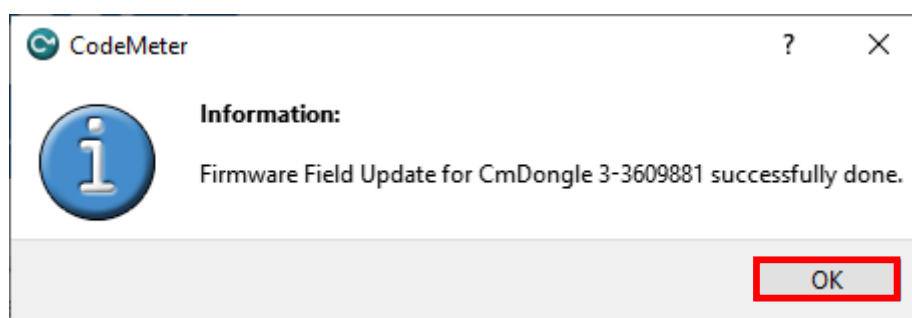 CodeMeter
?
Information:
Firmware Field Update for CmDongle 3-3609881 successfully done.
OK